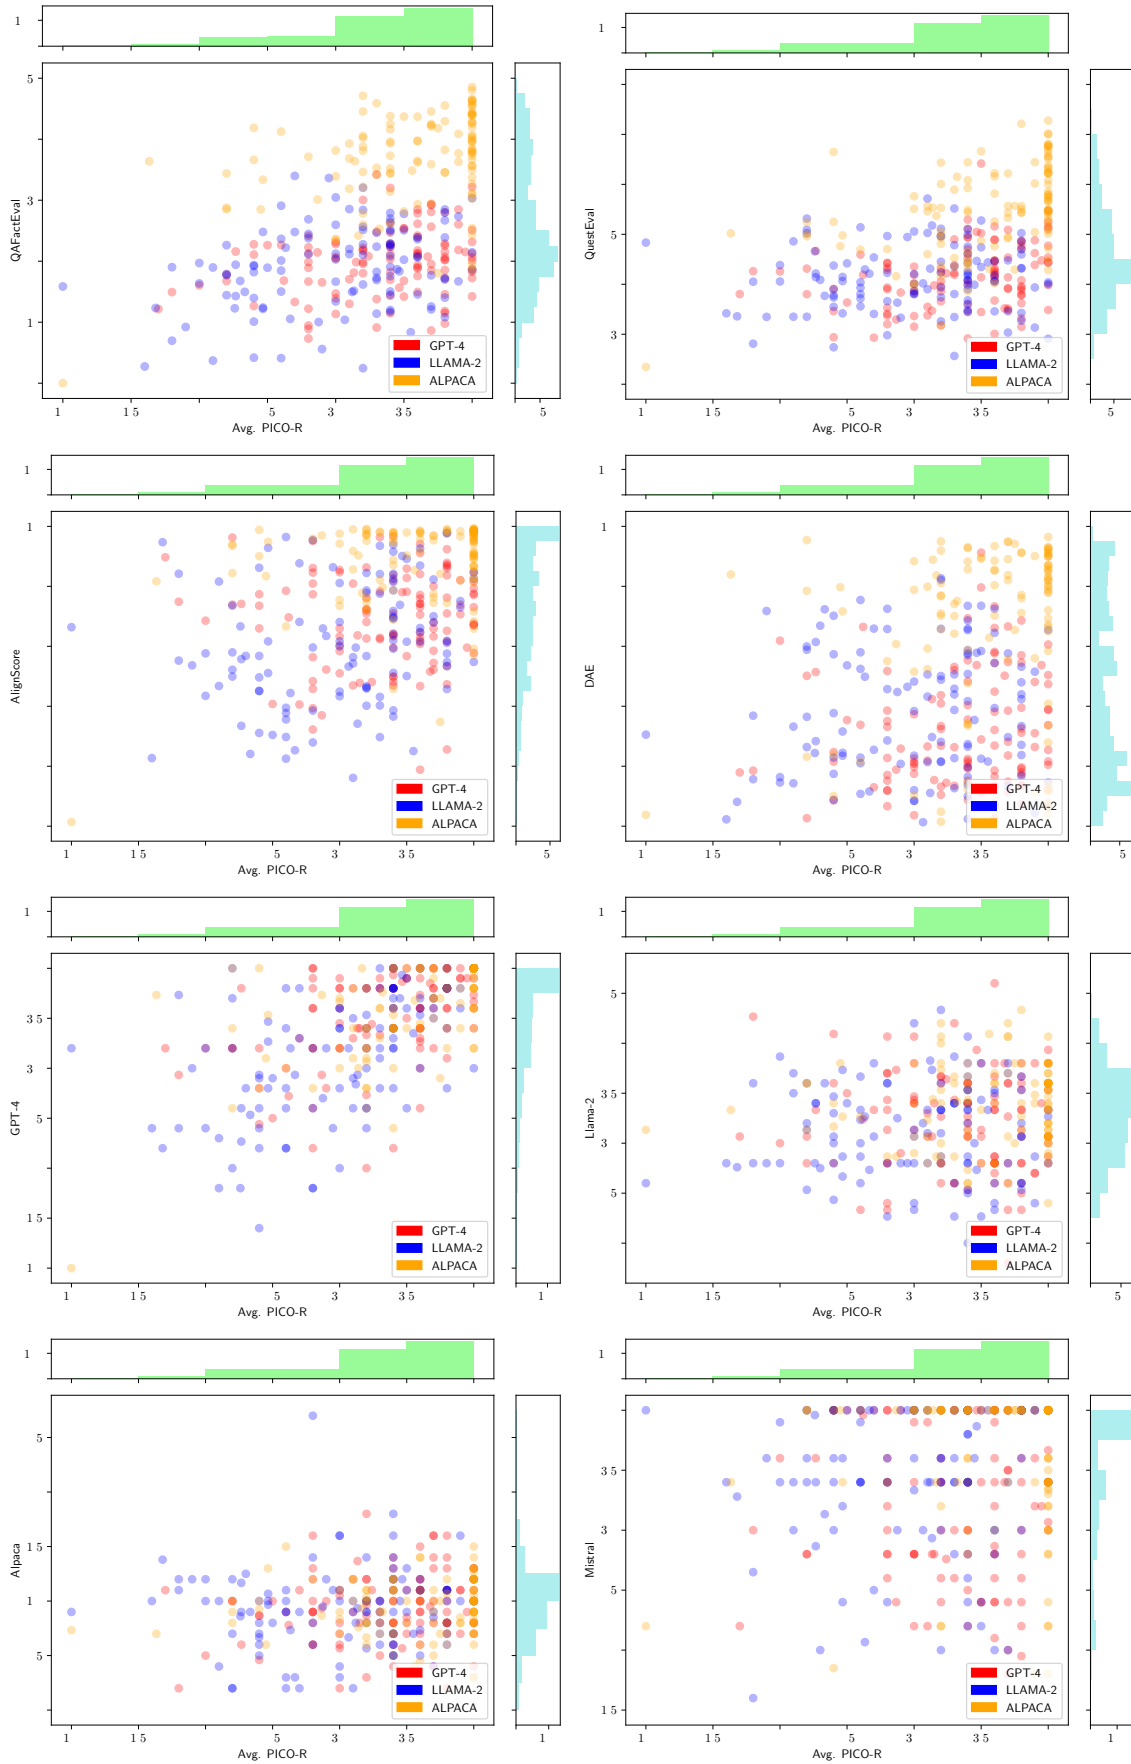 1
1
5
3
1
QAFactEval
GPT-4
LLAMA-2
ALPACA
1
1 5
5
3
3 5
5
Avg. PICO-R
5
3
QuestEval
GPT-4
LLAMA-2
ALPACA
1
1 5
5
3
3 5
5
Avg. PICO-R
1
1
1
AlignScore
GPT-4
LLAMA-2
ALPACA
1
1 5
5
3
3 5
5
Avg. PICO-R
1
DAE
GPT-4
LLAMA-2
ALPACA
1
1 5
5
3
3 5
5
Avg. PICO-R
1
1
3 5
3
5
1 5
1
GPT-4
GPT-4
LLAMA-2
ALPACA
1
1 5
5
3
3 5
1
Avg. PICO-R
5
3 5
3
5
Llama-2
GPT-4
LLAMA-2
ALPACA
1
1 5
5
3
3 5
5
Avg. PICO-R
1
1
5
1 5
1
5
Alpaca
GPT-4
LLAMA-2
ALPACA
1
1 5
5
3
3 5
1
Avg. PICO-R
3 5
3
5
1 5
Mistral
GPT-4
LLAMA-2
ALPACA
1
1 5
5
3
3 5
1
Avg. PICO-R